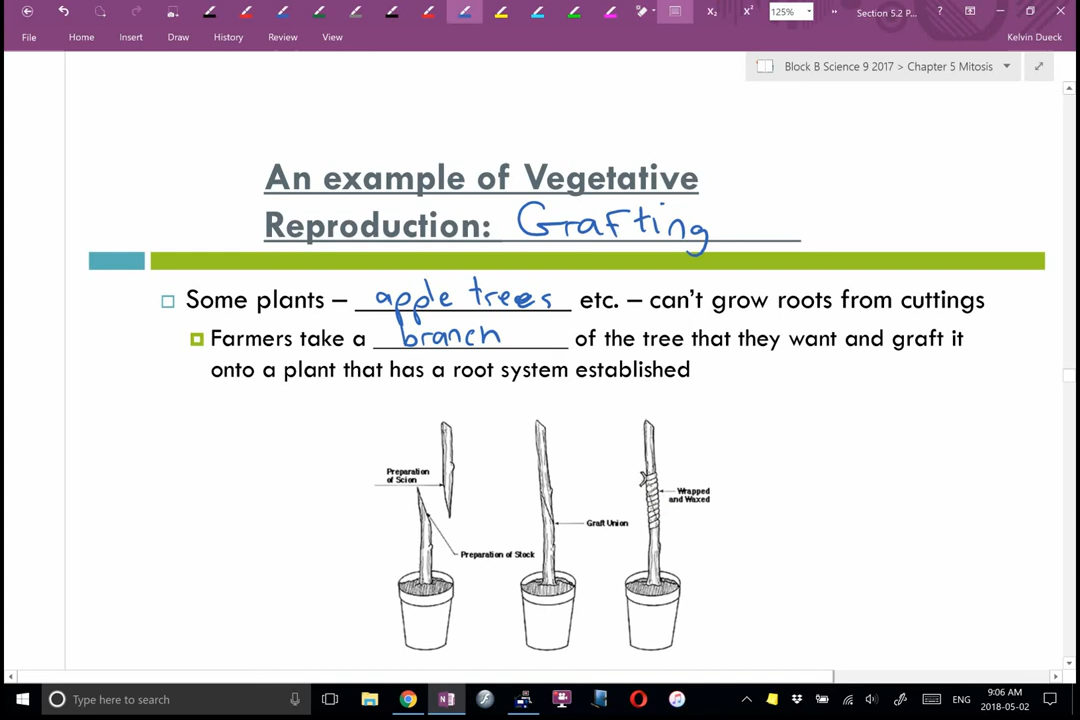 X₂ X² 125% Section 5.2 P... ?
File Home Insert Draw History Review View Kelvin Dueck
Block B Science 9 2017 > Chapter 5 Mitosis
An example of Vegetative
Reproduction: Grafting
Some plants – apple trees etc. – can't grow roots from cuttings
Farmers take a branch of the tree that they want and graft it
onto a plant that has a root system established
Preparation
of Scion
Wrapped
and Waxed
Graft Union
Preparation of Stock
Type here to search
ENG
9:06 AM
2018-05-02